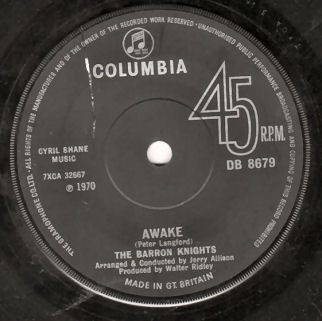 THE GRAMOPHONE CO. LTD. · ALL RIGHTS OF THE MANUFACTURER AND OF THE OWNER OF THE RECORDED WORK RESERVED · UNAUTHORISED PUBLIC PERFORMANCE BROADCASTING AND COPYING OF THIS RECORD PROHIBITED
COLUMBIA
45 R.P.M.
CYRIL SHANE
MUSIC
7XCA 32667
℗ 1970
DB 8679
AWAKE
(Peter Langford)
THE BARRON KNIGHTS
Arranged & Conducted by Jerry Allison
Produced by Walter Ridley
MADE IN GT. BRITAIN